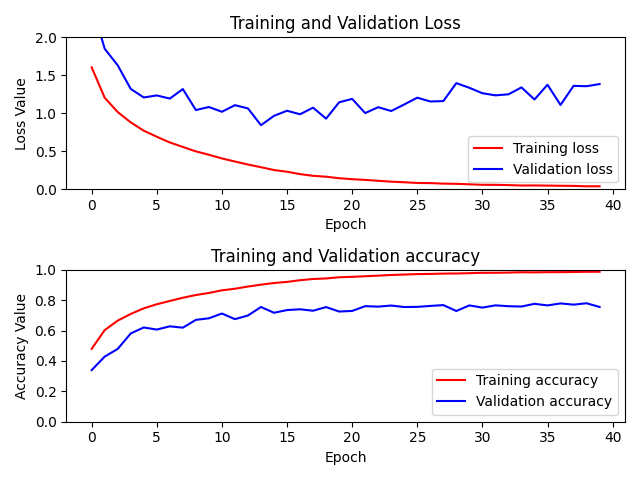 Training and Validation Loss
Loss Value
2.0
1.5
1.0
0.5
0.0
Training loss
Validation loss
0 5 10 15 20 25 30 35 40
Epoch
Training and Validation accuracy
Accuracy Value
1.0
0.8
0.6
0.4
0.2
0.0
Training accuracy
Validation accuracy
0 5 10 15 20 25 30 35 40
Epoch